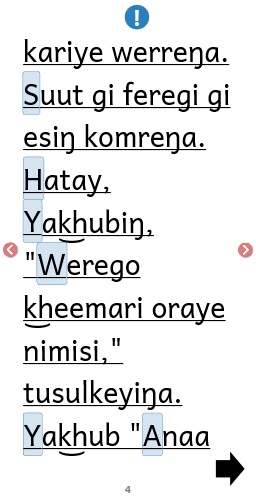 kariye werreŋa.
Suut gi feregi gi
esiŋ komreŋa.
Hatay,
Yakhubiŋ,
"Werego
kheemari oraye
nimisi,"
tusulkeyiŋa.
Yakhub "Anaa
4